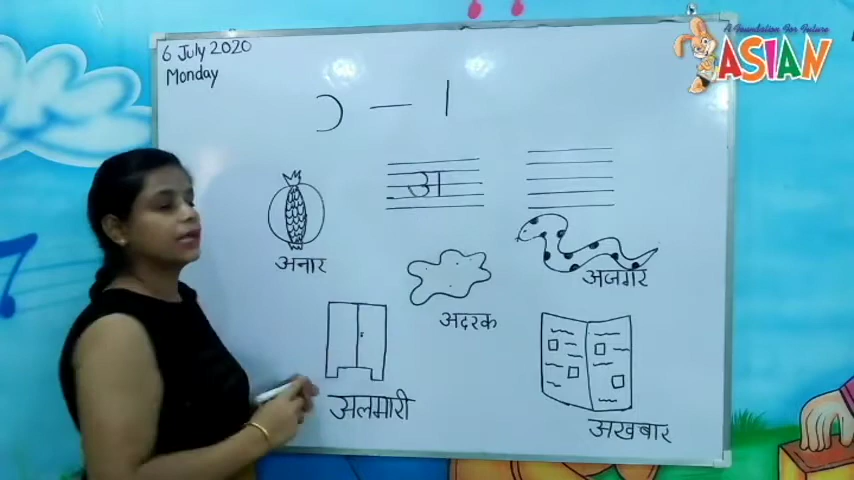 6 July 2020
Monday
A Foundation For Future
ASIAN
अ
अनार
अजगर
अदरक
अलमारी
अखबार